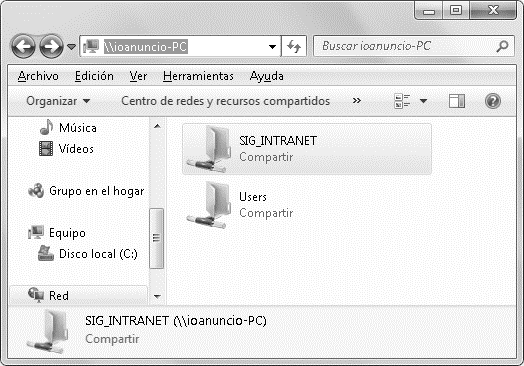 \\ioanuncio-PC
Buscar ioanuncio-PC
Archivo Edición Ver Herramientas Ayuda
Organizar Centro de redes y recursos compartidos »
Música
Vídeos
Grupo en el hogar
Equipo
Disco local (C:)
Red
SIG_INTRANET
Compartir
Users
Compartir
SIG_INTRANET (\\ioanuncio-PC)
Compartir